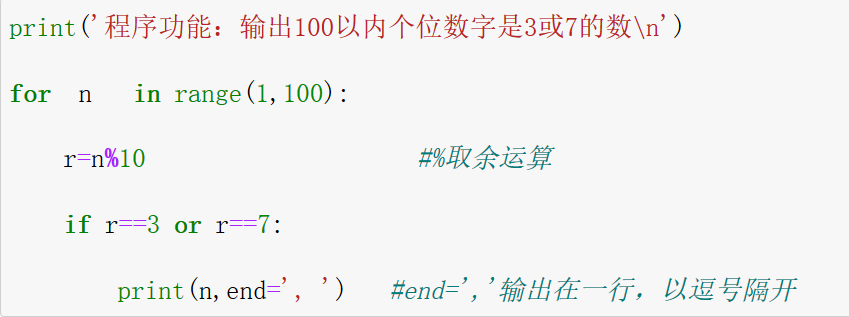 print('程序功能：输出100以内个位数字是3或7的数\n')
for  n   in range(1,100):
    r=n%10                    #%取余运算
    if r==3 or r==7:
        print(n,end=', ')   #end=','输出在一行，以逗号隔开